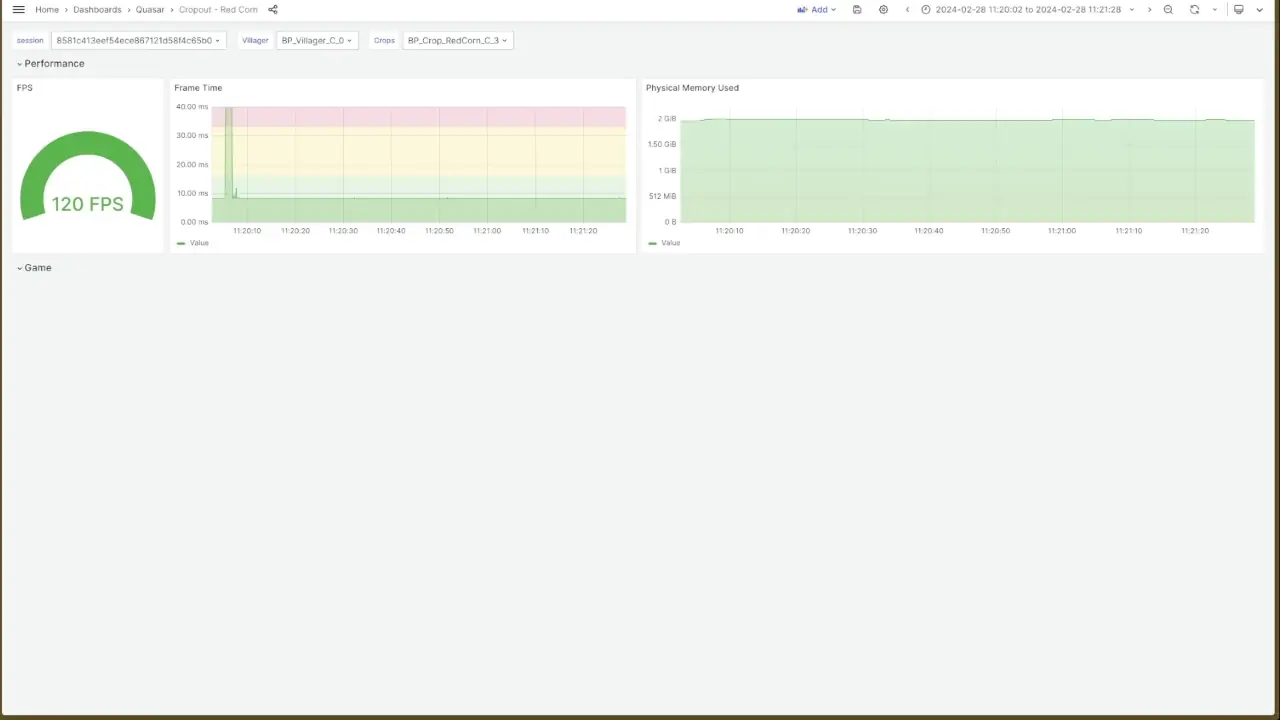 Home › Dashboards › Quasar › Cropout - Red Corn
Add
2024-02-28 11:20:02 to 2024-02-28 11:21:28
session 8581c413eef54ece867121d58f4c65b0 Villager BP_Villager_C_0 Crops BP_Crop_RedCorn_C_3
Performance
FPS
120 FPS
Frame Time
40.00 ms
30.00 ms
20.00 ms
10.00 ms
0.00 ms
11:20:10 11:20:20 11:20:30 11:20:40 11:20:50 11:21:00 11:21:10 11:21:20
Value
Physical Memory Used
2 GiB
1.50 GiB
1 GiB
512 MiB
0 B
11:20:10 11:20:20 11:20:30 11:20:40 11:20:50 11:21:00 11:21:10 11:21:20
Value
Game